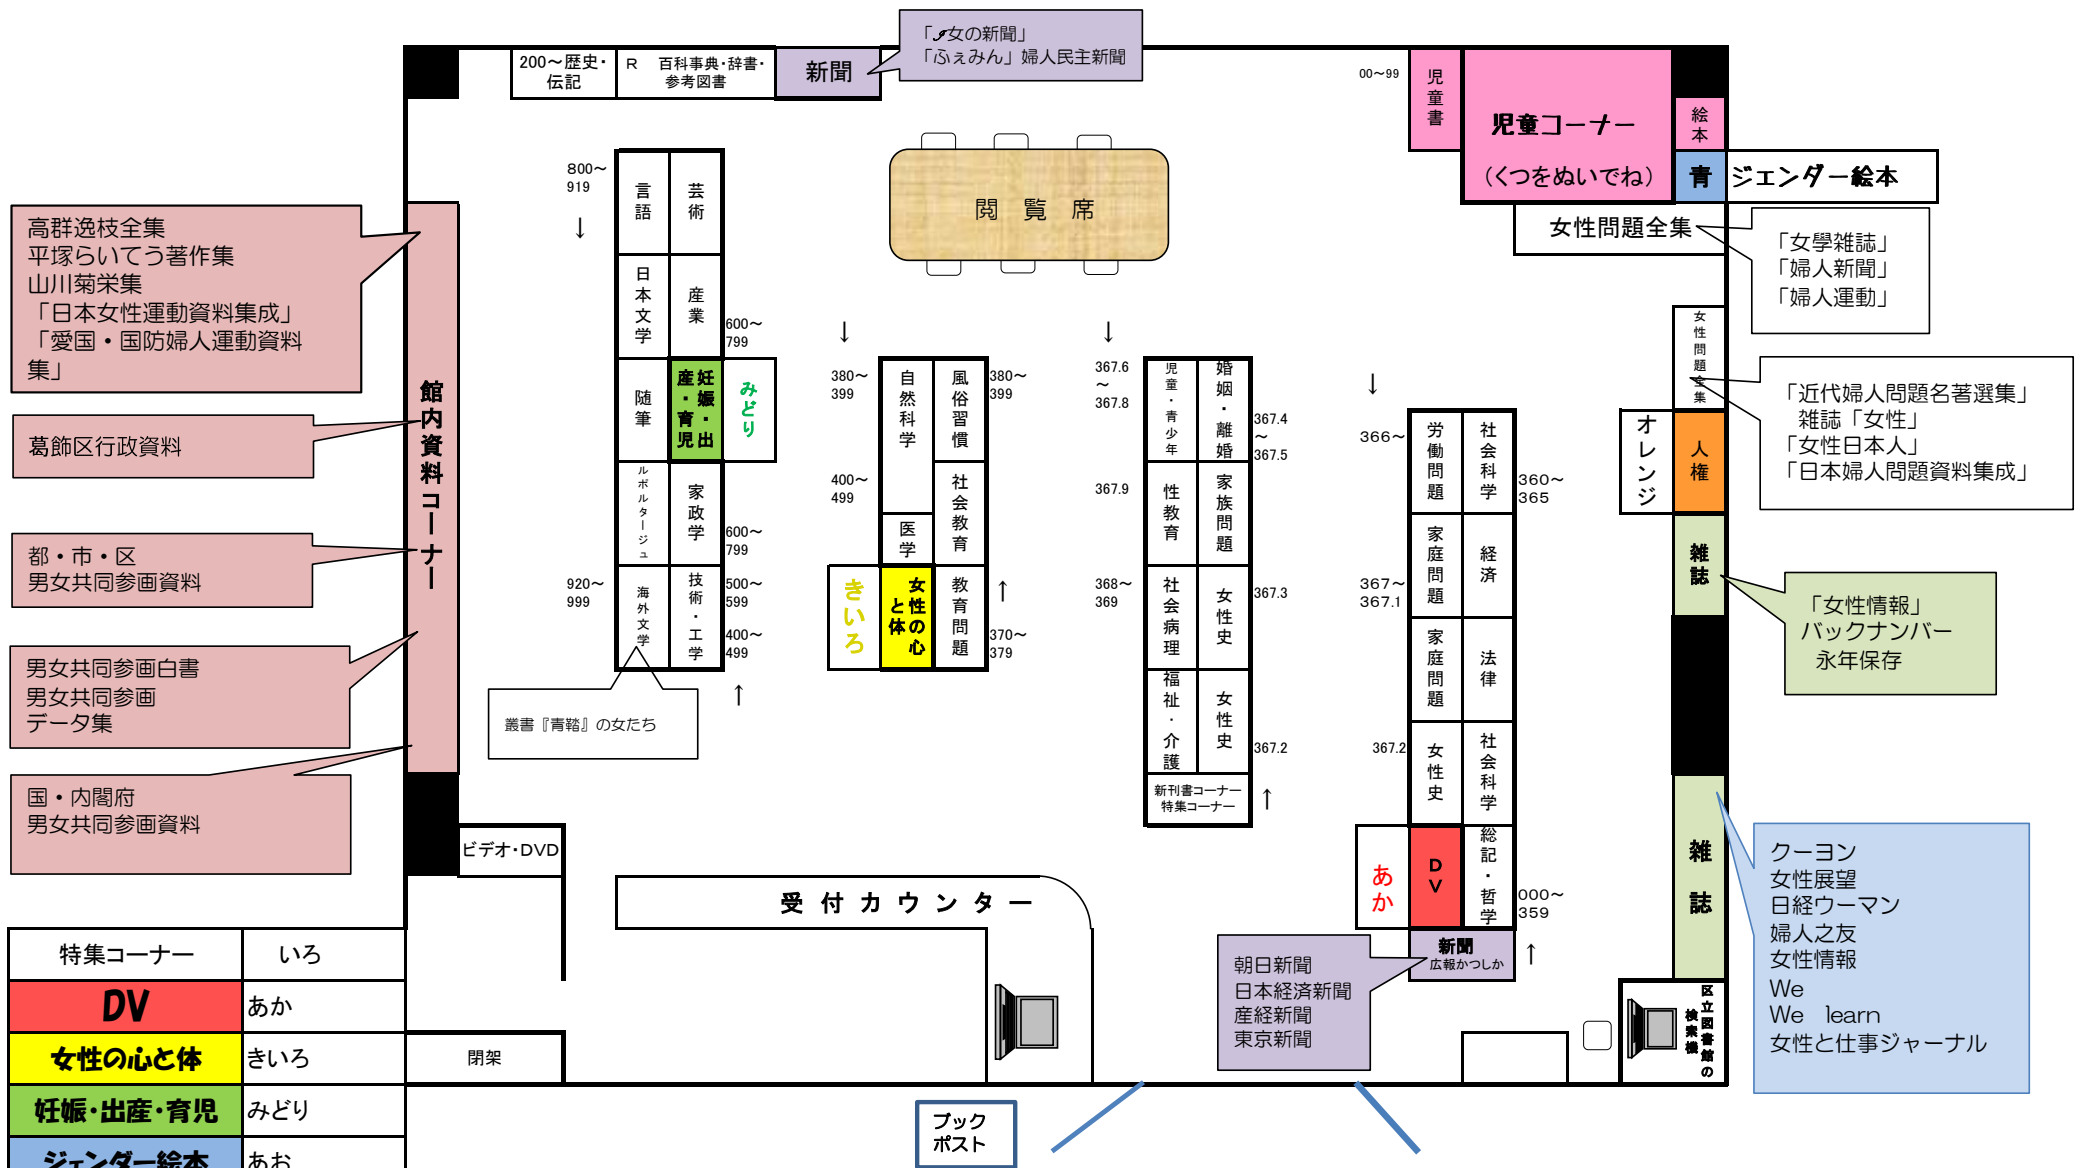 「🅙女の新聞」
「ふぇみん」婦人民主新聞
200～歴史・
伝記
R 百科事典・辞書・
参考図書
新聞
00～99
児童書
児童コーナー
(くつをぬいでね)
絵本
青
ジェンダー絵本
女性問題全集
「女學雑誌」
「婦人新聞」
「婦人運動」
閲 覧 席
800～
919
↓
言語
芸術
日本文学
産業
600～
799
随筆
妊娠・出
産・育児
みどり
ルポルタージュ
家政学
600～
799
920～
999
海外文学
技術・工学
500～
599
400～
499
↑
叢書『青鞜』の女たち
高群逸枝全集
平塚らいてう著作集
山川菊栄集
「日本女性運動資料集成」
「愛国・国防婦人運動資料
集」
葛飾区行政資料
都・市・区
男女共同参画資料
男女共同参画白書
男女共同参画
データ集
国・内閣府
男女共同参画資料
館内資料コーナー
↓
380～
399
自然科学
風俗習慣
380～
399
400～
499
医学
社会教育
きいろ
女性の心
と体
教育問題
↑
370～
379
↓
367.6
～
367.8
児童・青少年
婚姻・離婚
367.4
～
367.5
367.9
性教育
家族問題
368～
369
社会病理
女性史
367.3
福祉・介護
女性史
367.2
新刊書コーナー
特集コーナー
↑
↓
366～
労働問題
社会科学
360～
365
家庭問題
経済
367～
367.1
家庭問題
法律
367.2
女性史
社会科学
あか
DV
総記・哲学
000～
359
新聞
広報かつしか
↑
朝日新聞
日本経済新聞
産経新聞
東京新聞
女性問題全集
「近代婦人問題名著選集」
雑誌「女性」
「女性日本人」
「日本婦人問題資料集成」
オレンジ
人権
雑誌
「女性情報」
バックナンバー
永年保存
雑誌
クーヨン
女性展望
日経ウーマン
婦人之友
女性情報
We
We learn
女性と仕事ジャーナル
区立図書館の
検索機
ビデオ・DVD
受付カウンター
閉架
ブック
ポスト
特集コーナー いろ
DV あか
女性の心と体 きいろ
妊娠・出産・育児 みどり
ジェンダー絵本 あお